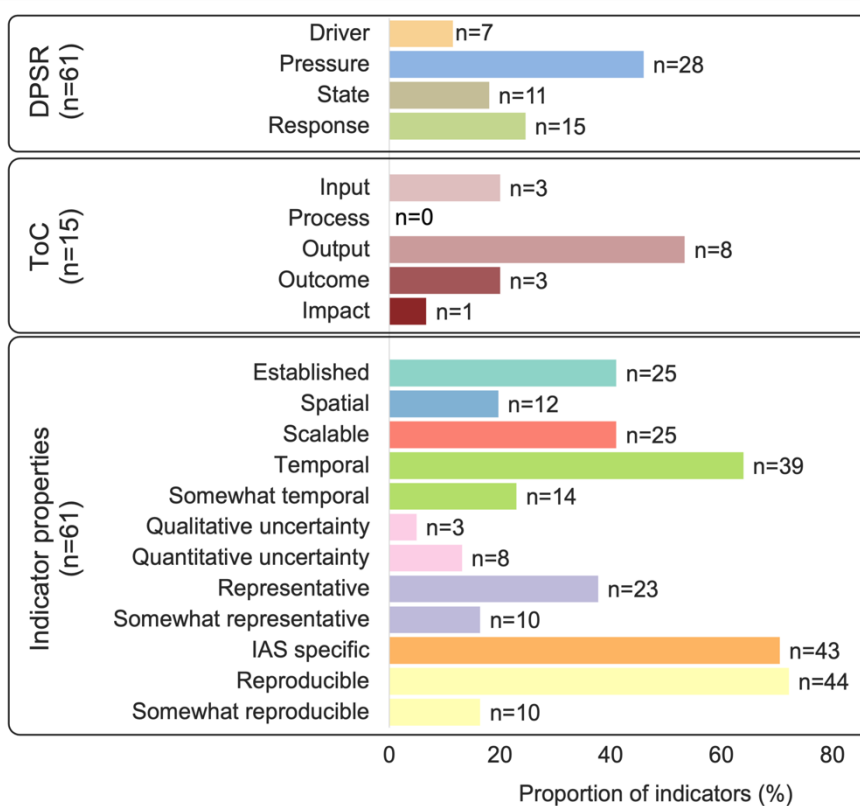 DPSR
(n=61)
Driver n=7
Pressure n=28
State n=11
Response n=15
ToC
(n=15)
Input n=3
Process n=0
Output n=8
Outcome n=3
Impact n=1
Indicator properties
(n=61)
Established n=25
Spatial n=12
Scalable n=25
Temporal n=39
Somewhat temporal n=14
Qualitative uncertainty n=3
Quantitative uncertainty n=8
Representative n=23
Somewhat representative n=10
IAS specific n=43
Reproducible n=44
Somewhat reproducible n=10
0 20 40 60 80
Proportion of indicators (%)